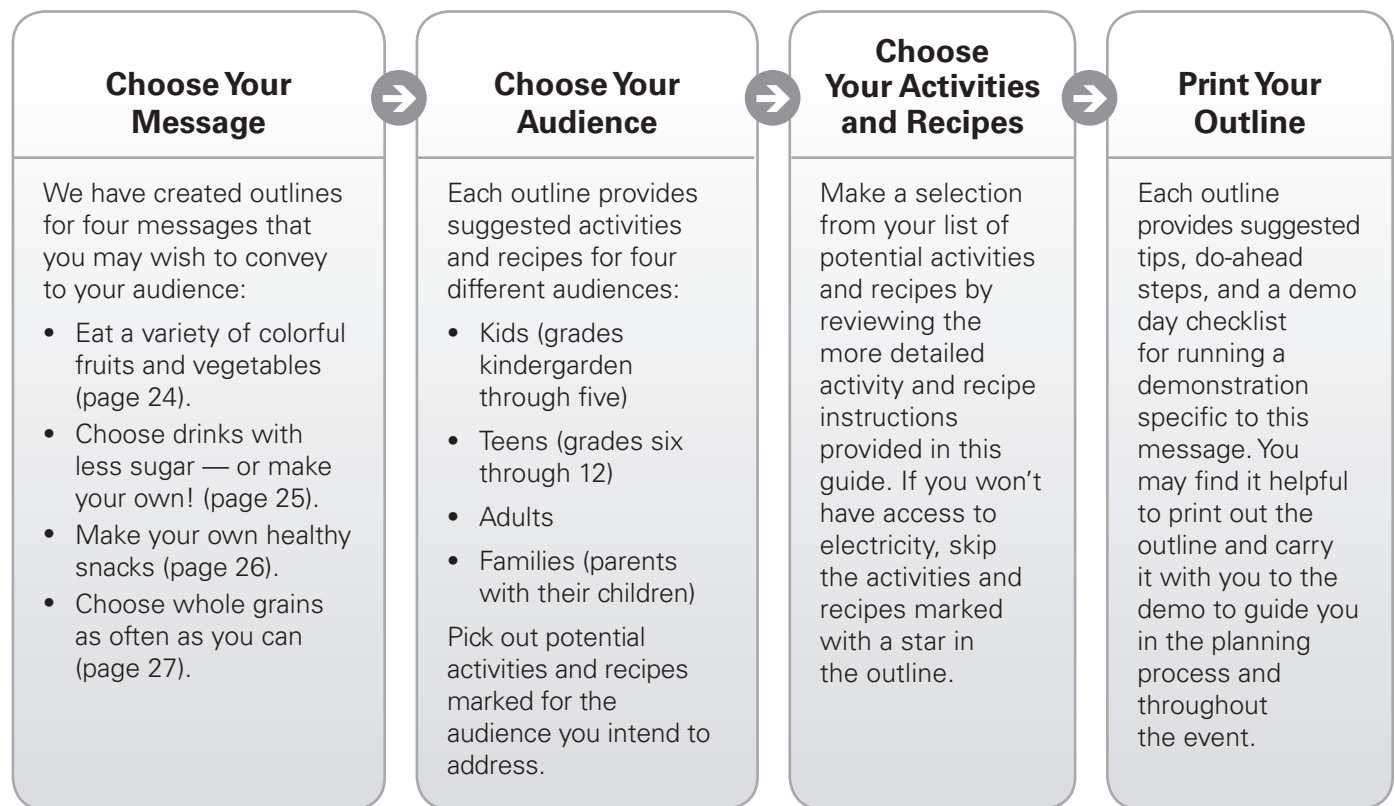 Choose Your
Message
We have created outlines
for four messages that
you may wish to convey
to your audience:
• Eat a variety of colorful
fruits and vegetables
(page 24).
• Choose drinks with
less sugar — or make
your own! (page 25).
• Make your own healthy
snacks (page 26).
• Choose whole grains
as often as you can
(page 27).
Choose Your
Audience
Each outline provides
suggested activities
and recipes for four
different audiences:
• Kids (grades
kindergarden
through five)
• Teens (grades six
through 12)
• Adults
• Families (parents
with their children)
Pick out potential
activities and recipes
marked for the
audience you intend to
address.
Choose
Your Activities
and Recipes
Make a selection
from your list of
potential activities
and recipes by
reviewing the
more detailed
activity and recipe
instructions
provided in this
guide. If you won't
have access to
electricity, skip
the activities and
recipes marked
with a star in
the outline.
Print Your
Outline
Each outline
provides suggested
tips, do-ahead
steps, and a demo
day checklist
for running a
demonstration
specific to this
message. You
may find it helpful
to print out the
outline and carry
it with you to the
demo to guide you
in the planning
process and
throughout
the event.